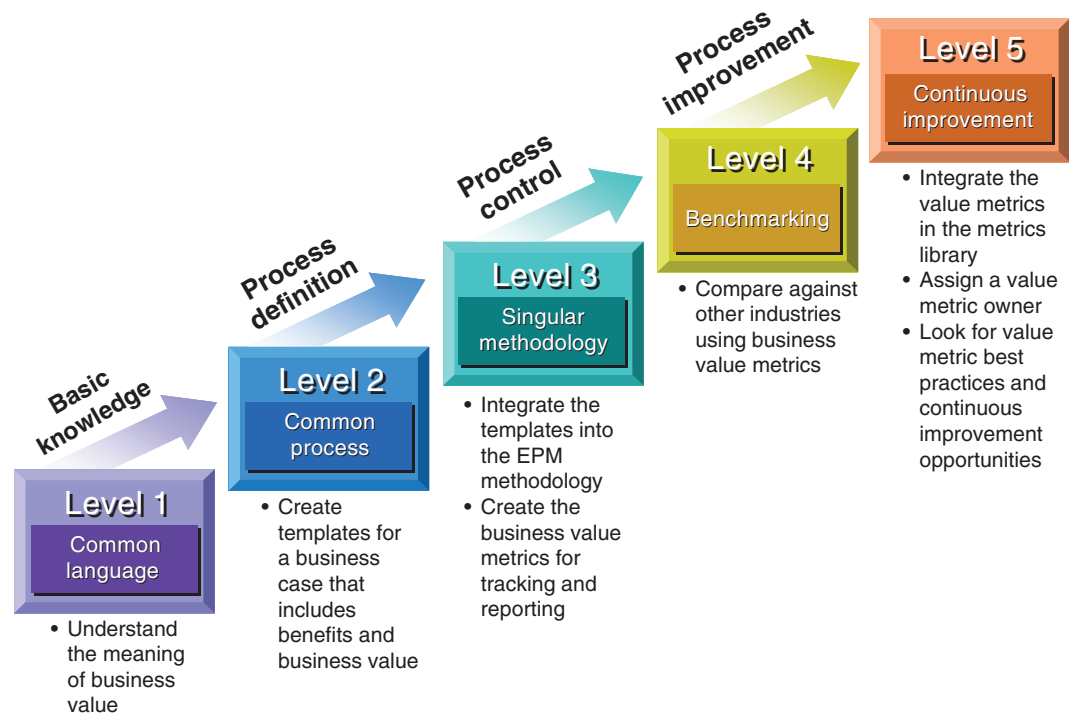 Basic
knowledge
Level 1
Common
language
• Understand
the meaning
of business
value
Process
definition
Level 2
Common
process
• Create
templates for
a business
case that
includes
benefits and
business value
Process
control
Level 3
Singular
methodology
• Integrate the
templates into
the EPM
methodology
• Create the
business value
metrics for
tracking and
reporting
Process
improvement
Level 4
Benchmarking
• Compare against
other industries
using business
value metrics
Level 5
Continuous
improvement
• Integrate the
value metrics
in the metrics
library
• Assign a value
metric owner
• Look for value
metric best
practices and
continuous
improvement
opportunities